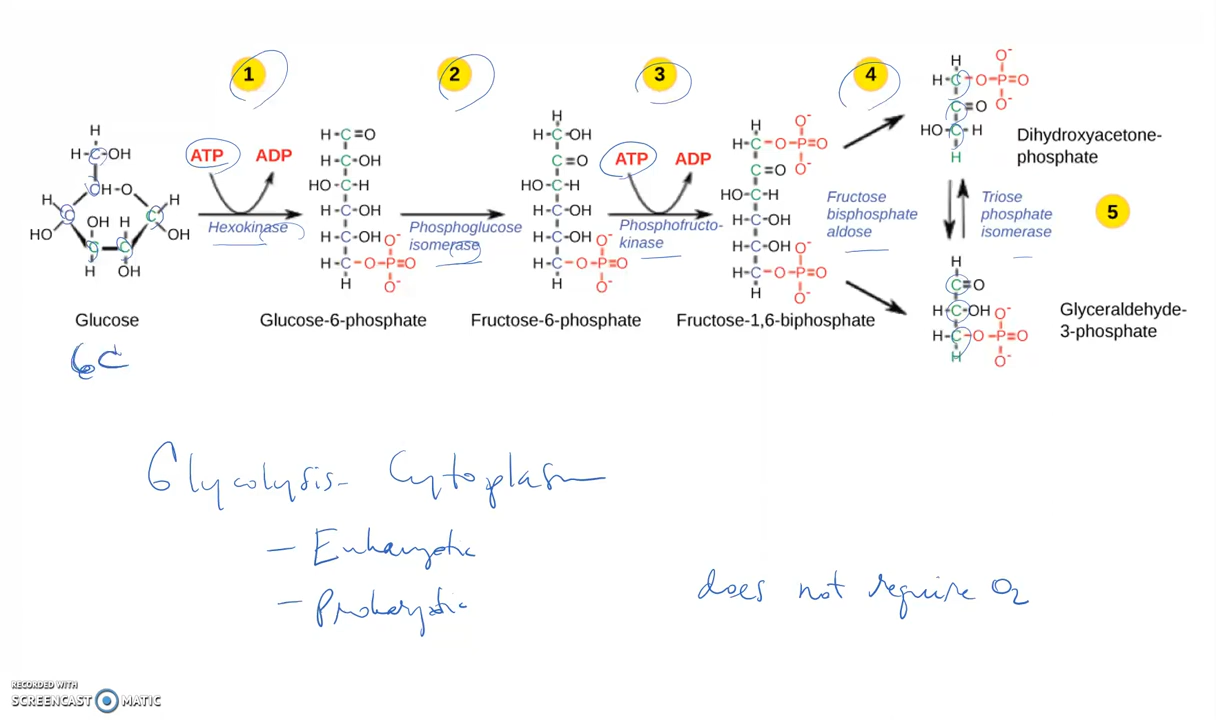 1
2
3
4
ATP ADP
Hexokinase
Phosphoglucose
isomerase
ATP ADP
Phosphofructo-
kinase
Fructose
bisphosphate
aldose
Dihydroxyacetone-
phosphate
Triose
phosphate
isomerase
5
Glucose
Glucose-6-phosphate
Fructose-6-phosphate
Fructose-1,6-biphosphate
Glyceraldehyde-
3-phosphate
6C
Glycolysis - Cytoplasm
- Eukaryotic
- Prokaryotic
does not require O2
RECORDED WITH
SCREENCAST MATIC